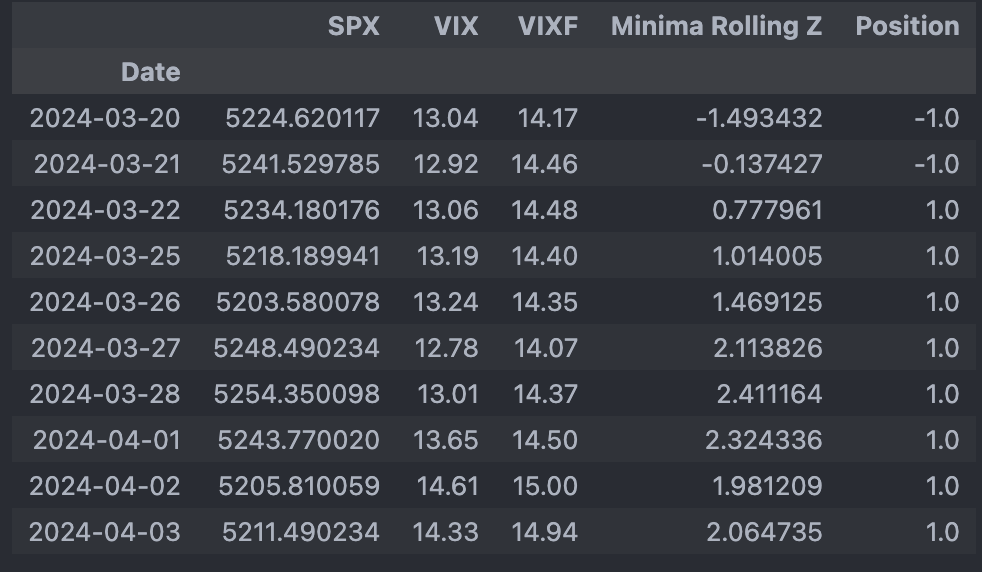 SPX VIX VIXF Minima Rolling Z Position
Date
2024-03-20 5224.620117 13.04 14.17 -1.493432 -1.0
2024-03-21 5241.529785 12.92 14.46 -0.137427 -1.0
2024-03-22 5234.180176 13.06 14.48 0.777961 1.0
2024-03-25 5218.189941 13.19 14.40 1.014005 1.0
2024-03-26 5203.580078 13.24 14.35 1.469125 1.0
2024-03-27 5248.490234 12.78 14.07 2.113826 1.0
2024-03-28 5254.350098 13.01 14.37 2.411164 1.0
2024-04-01 5243.770020 13.65 14.50 2.324336 1.0
2024-04-02 5205.810059 14.61 15.00 1.981209 1.0
2024-04-03 5211.490234 14.33 14.94 2.064735 1.0